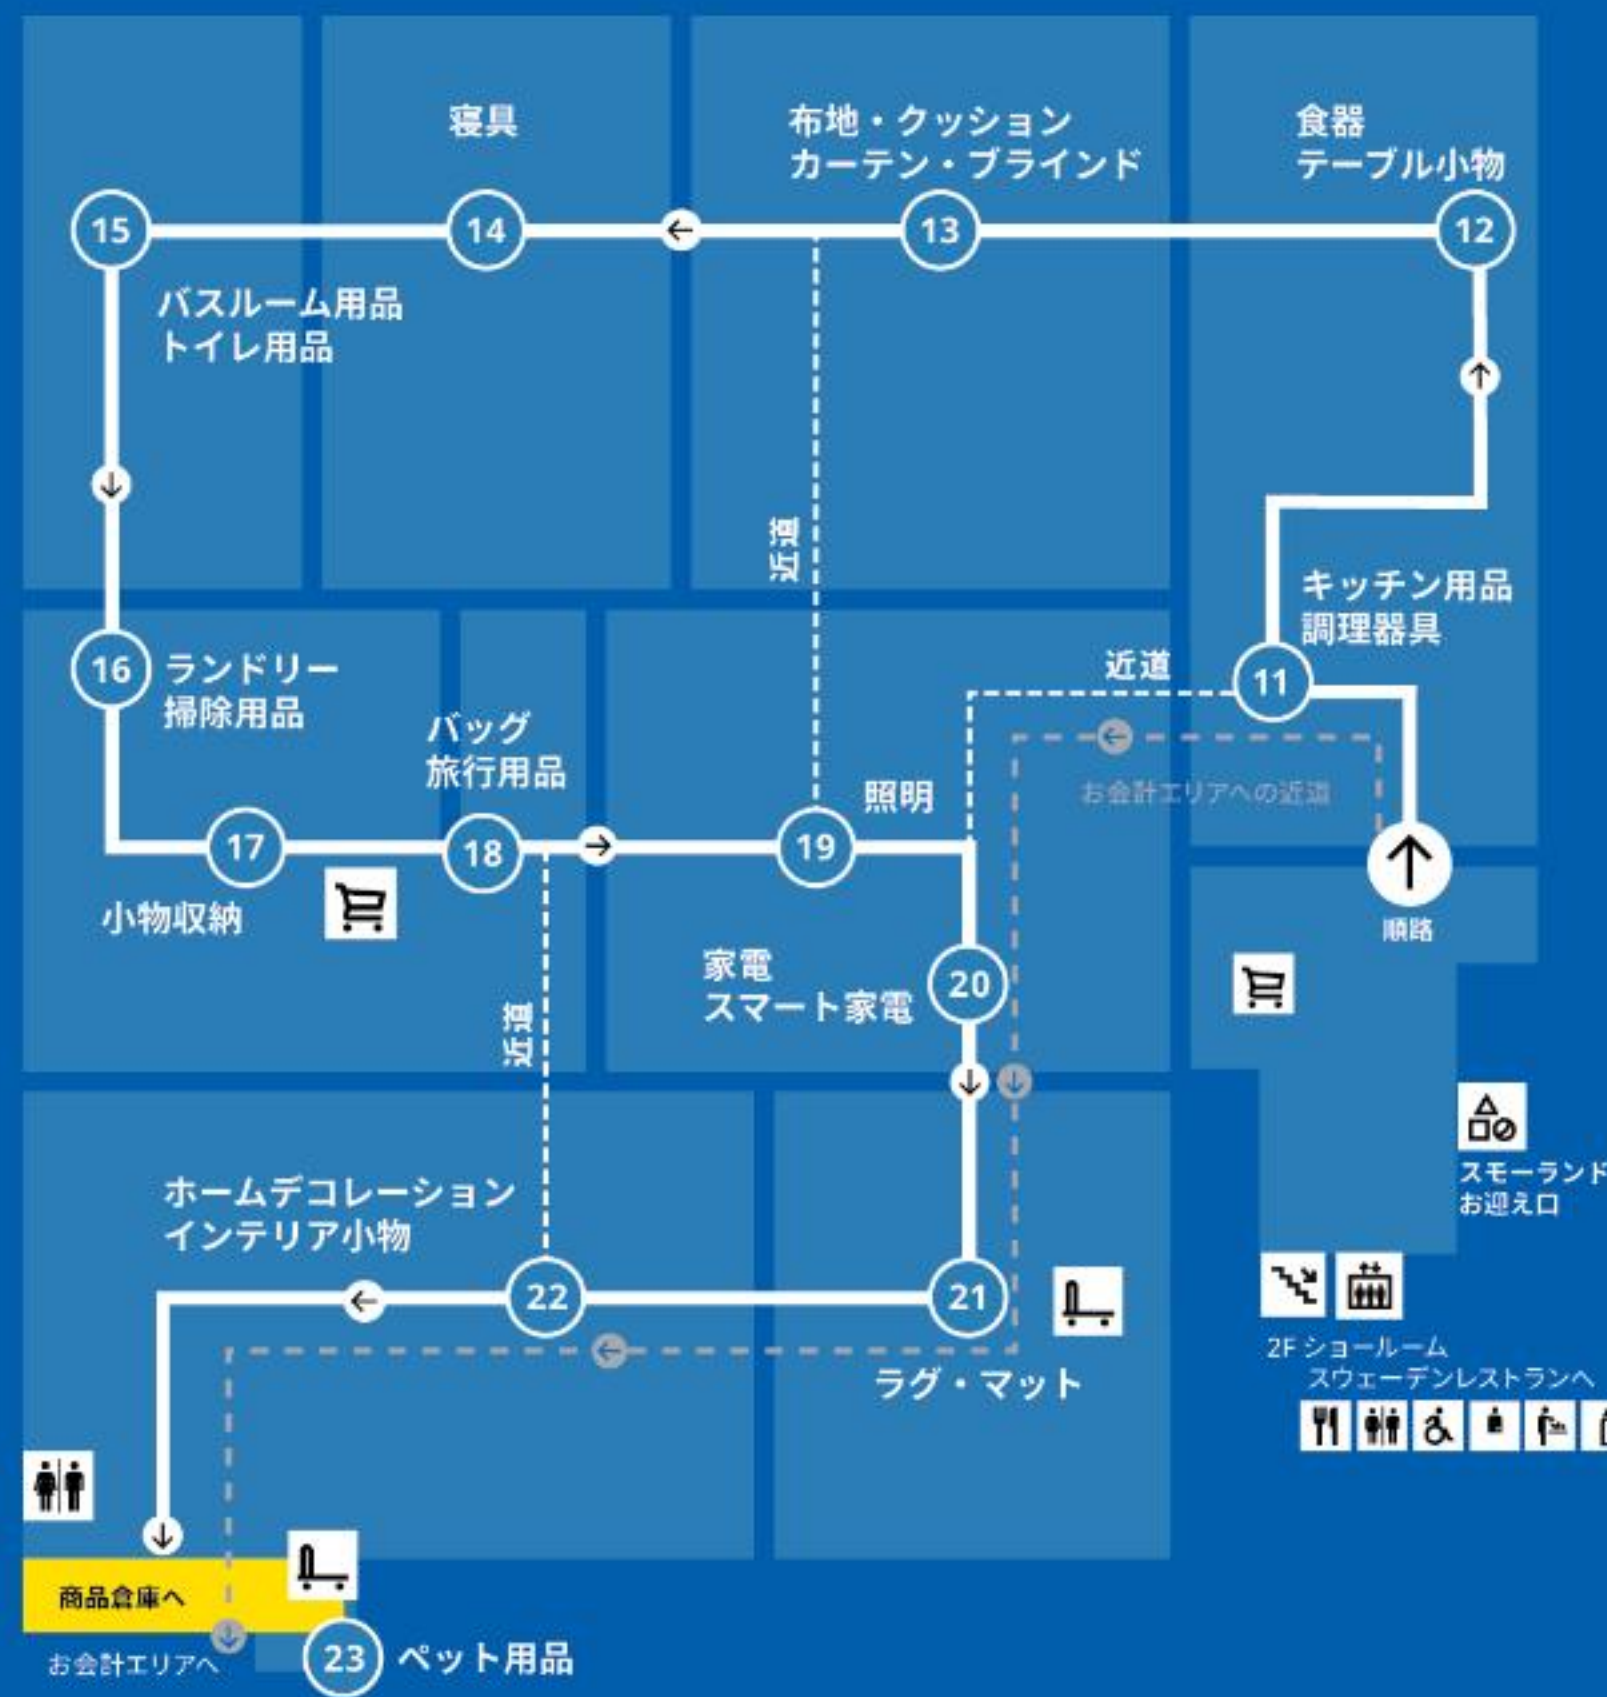 寝具
布地・クッション
カーテン・ブラインド
食器
テーブル小物
15
14
13
12
バスルーム用品
トイレ用品
近道
キッチン用品
調理器具
16
ランドリー
掃除用品
近道
11
バッグ
旅行用品
照明
お会計エリアへの近道
17
18
19
小物収納
順路
家電
スマート家電
20
近道
スモーランド
お迎え口
ホームデコレーション
インテリア小物
22
21
ラグ・マット
2F ショールーム
スウェーデンレストランへ
商品倉庫へ
お会計エリアへ
23
ペット用品